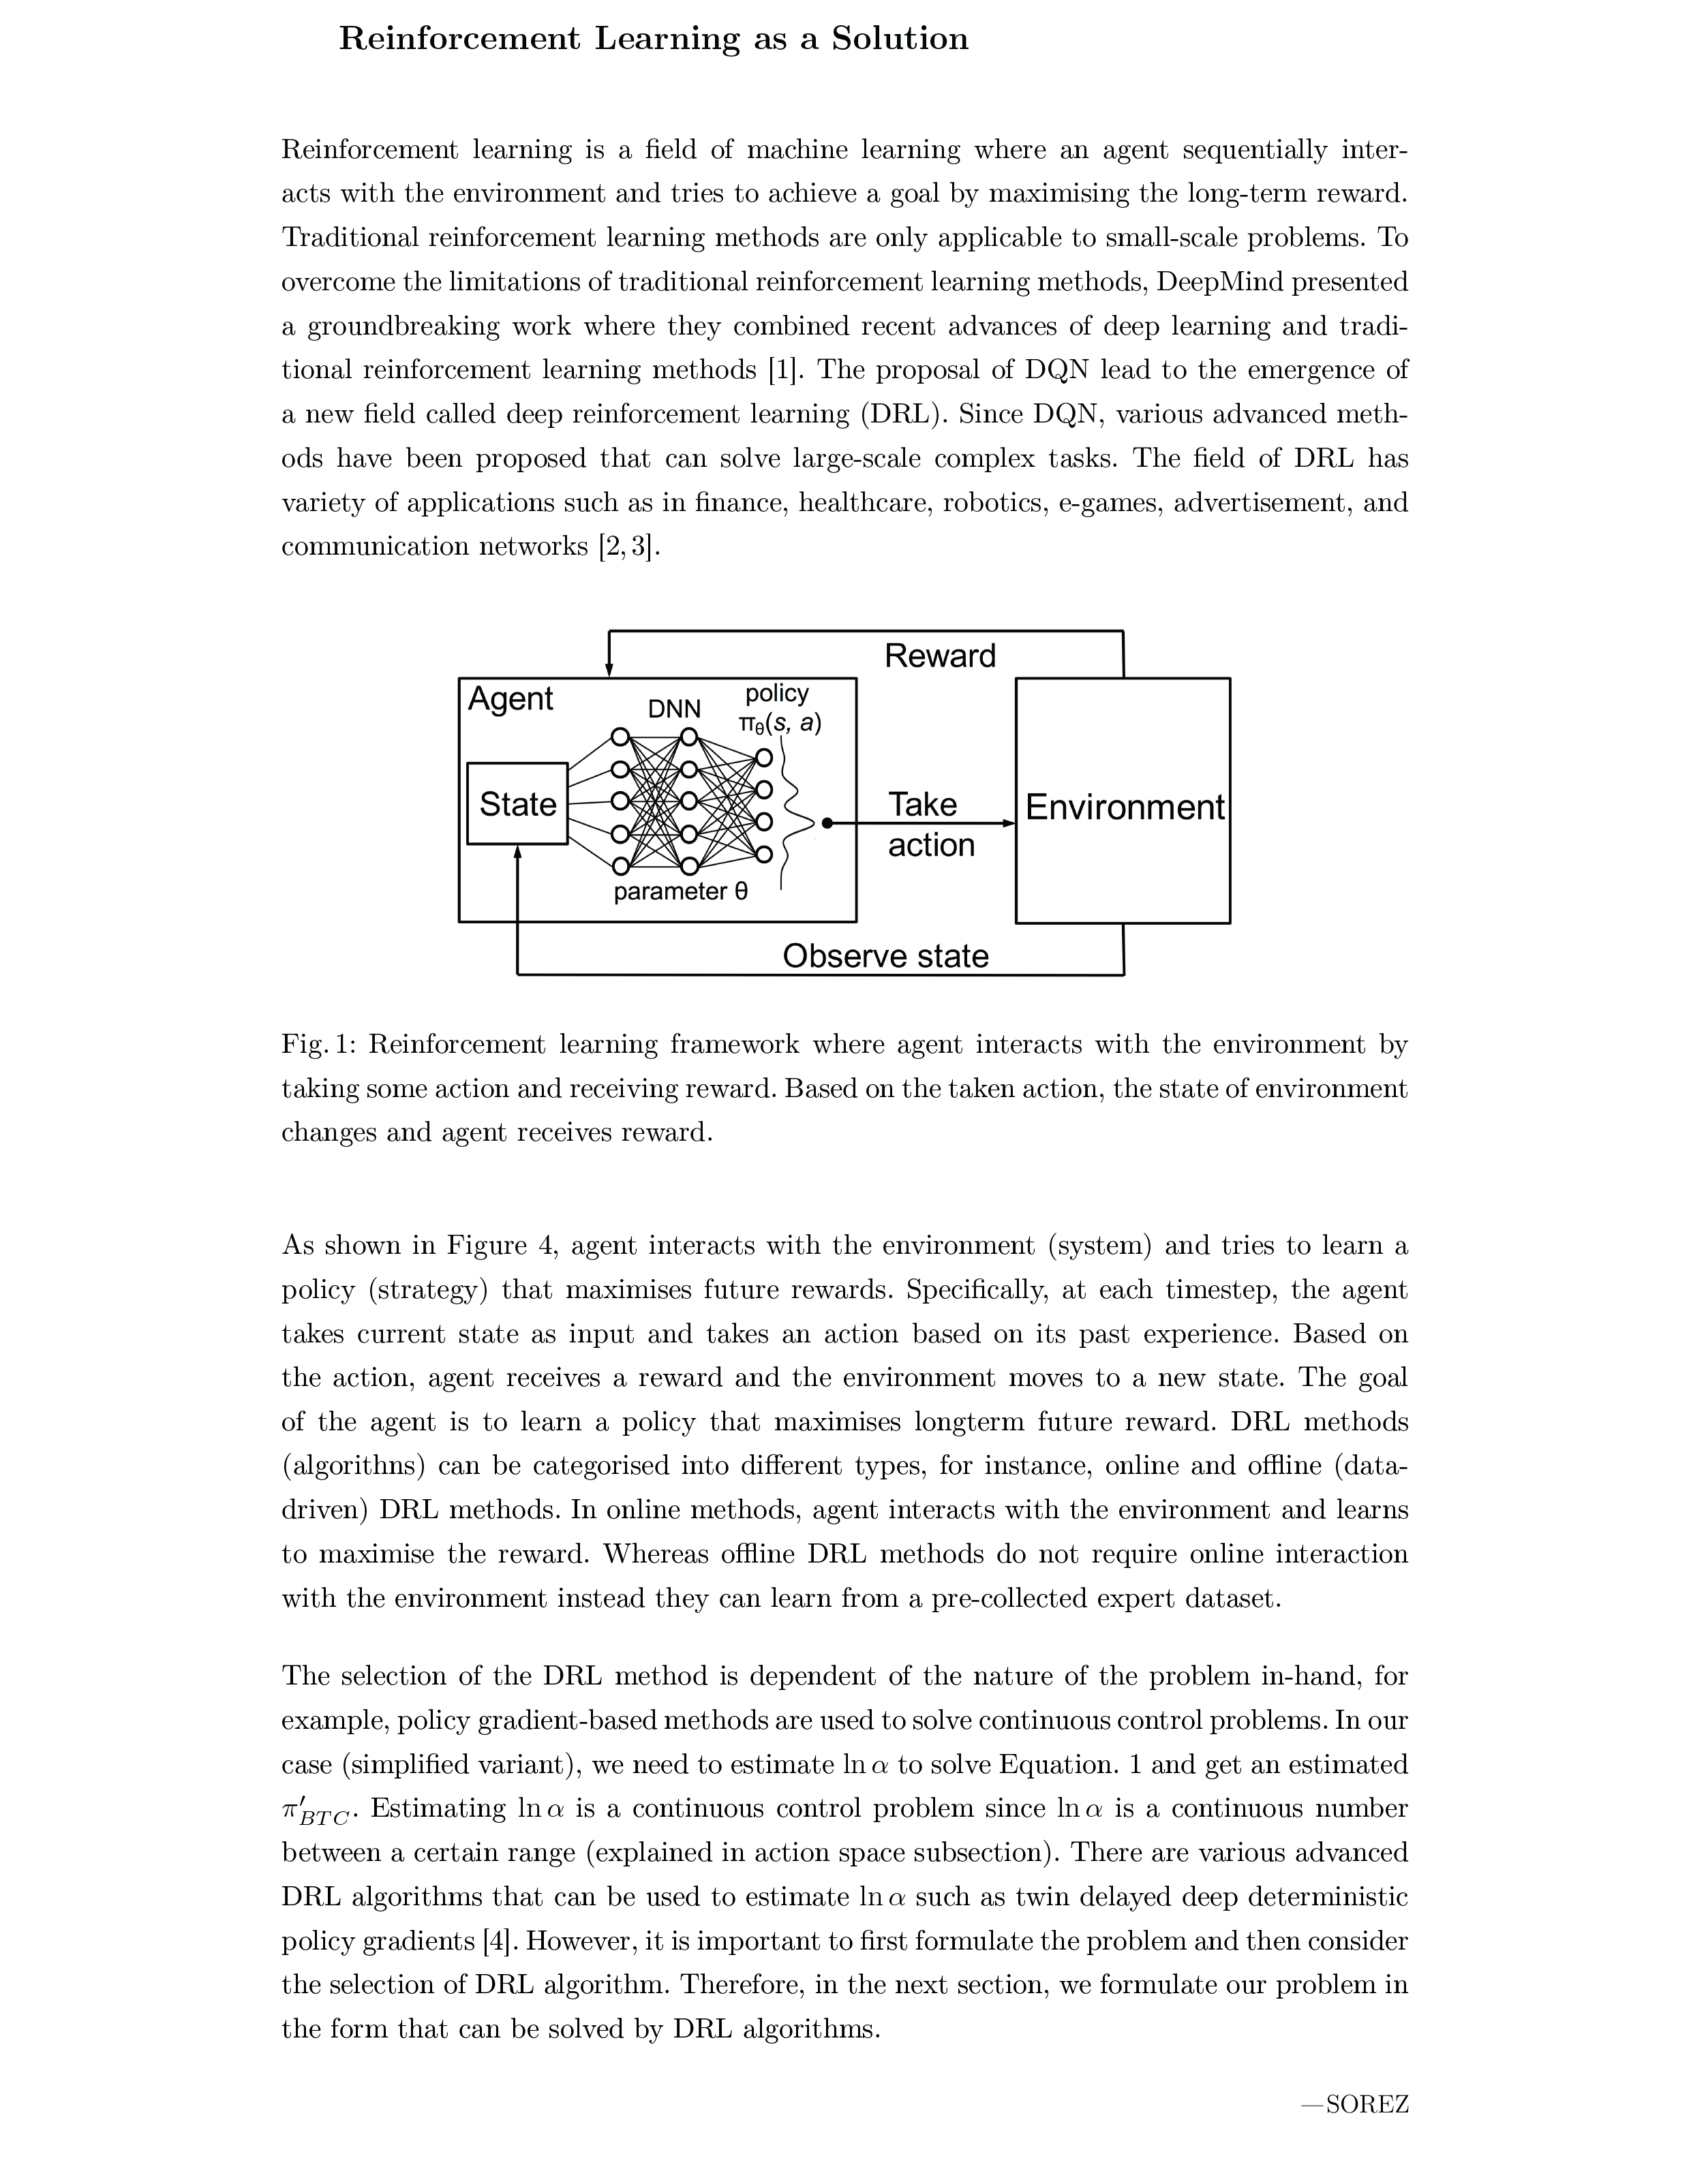 Reinforcement Learning as a Solution
Reinforcement learning is a field of machine learning where an agent sequentially inter-
acts with the environment and tries to achieve a goal by maximising the long-term reward.
Traditional reinforcement learning methods are only applicable to small-scale problems. To
overcome the limitations of traditional reinforcement learning methods, DeepMind presented
a groundbreaking work where they combined recent advances of deep learning and tradi-
tional reinforcement learning methods [1]. The proposal of DQN lead to the emergence of
a new field called deep reinforcement learning (DRL). Since DQN, various advanced meth-
ods have been proposed that can solve large-scale complex tasks. The field of DRL has
variety of applications such as in finance, healthcare, robotics, e-games, advertisement, and
communication networks [2, 3].
Reward
Agent
DNN
policy
πθ(s, a)
State
Take
action
Environment
parameter θ
Observe state
Fig. 1: Reinforcement learning framework where agent interacts with the environment by
taking some action and receiving reward. Based on the taken action, the state of environment
changes and agent receives reward.
As shown in Figure 4, agent interacts with the environment (system) and tries to learn a
policy (strategy) that maximises future rewards. Specifically, at each timestep, the agent
takes current state as input and takes an action based on its past experience. Based on
the action, agent receives a reward and the environment moves to a new state. The goal
of the agent is to learn a policy that maximises longterm future reward. DRL methods
(algorithns) can be categorised into different types, for instance, online and offline (data-
driven) DRL methods. In online methods, agent interacts with the environment and learns
to maximise the reward. Whereas offline DRL methods do not require online interaction
with the environment instead they can learn from a pre-collected expert dataset.
The selection of the DRL method is dependent of the nature of the problem in-hand, for
example, policy gradient-based methods are used to solve continuous control problems. In our
case (simplified variant), we need to estimate ln α to solve Equation. 1 and get an estimated
π′BTC. Estimating ln α is a continuous control problem since ln α is a continuous number
between a certain range (explained in action space subsection). There are various advanced
DRL algorithms that can be used to estimate ln α such as twin delayed deep deterministic
policy gradients [4]. However, it is important to first formulate the problem and then consider
the selection of DRL algorithm. Therefore, in the next section, we formulate our problem in
the form that can be solved by DRL algorithms.
—SOREZ